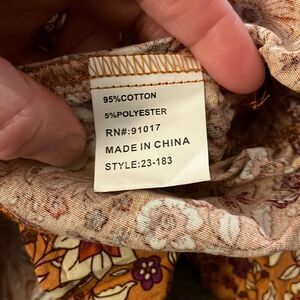 95%COTTON
5%POLYESTER
RN#:91017
MADE IN CHINA
STYLE:23-183